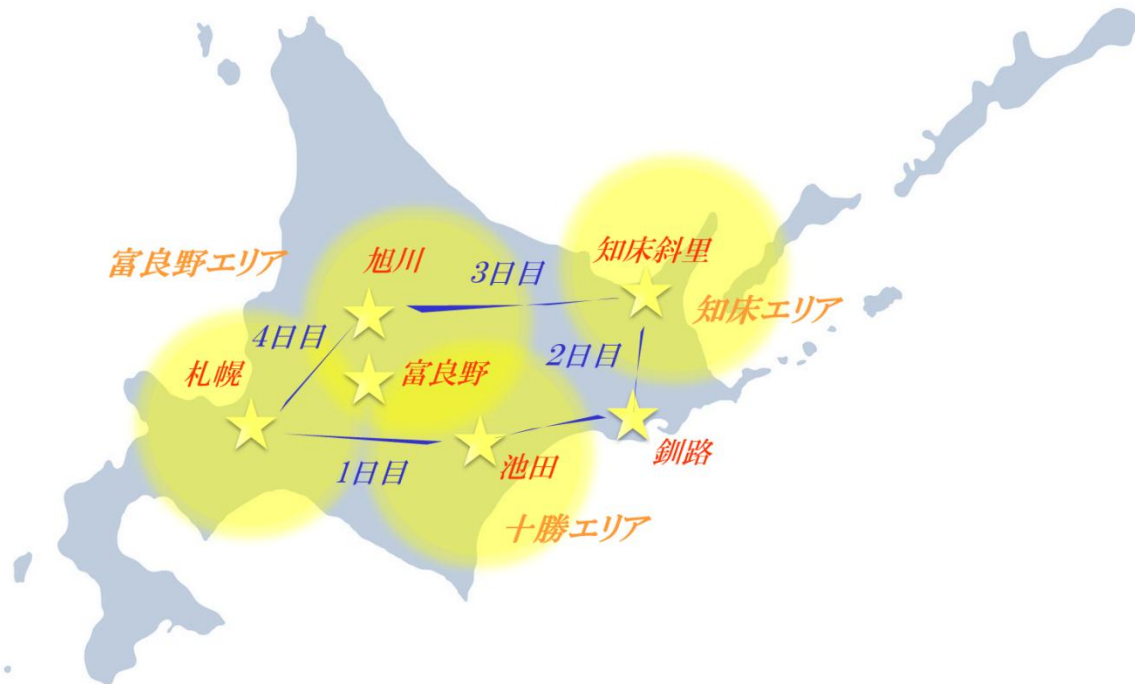 知床斜里
富良野エリア
旭川
3日目
知床エリア
4日目
2日目
札幌
富良野
釧路
1日目
池田
十勝エリア